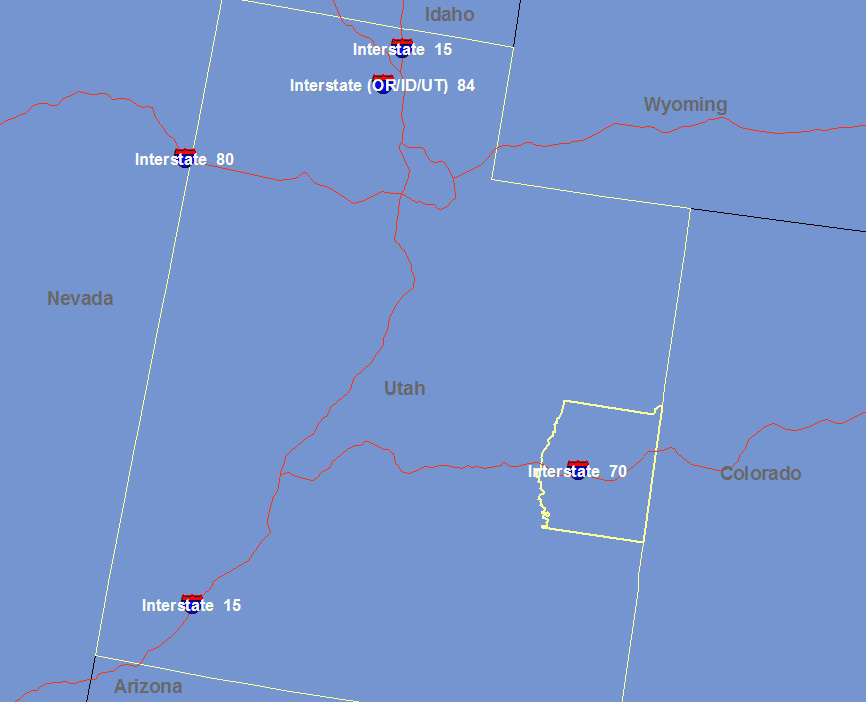 Idaho
Interstate  15
Interstate (OR/ID/UT)  84
Wyoming
Interstate  80
Nevada
Utah
Interstate  70
Colorado
Interstate  15
Arizona